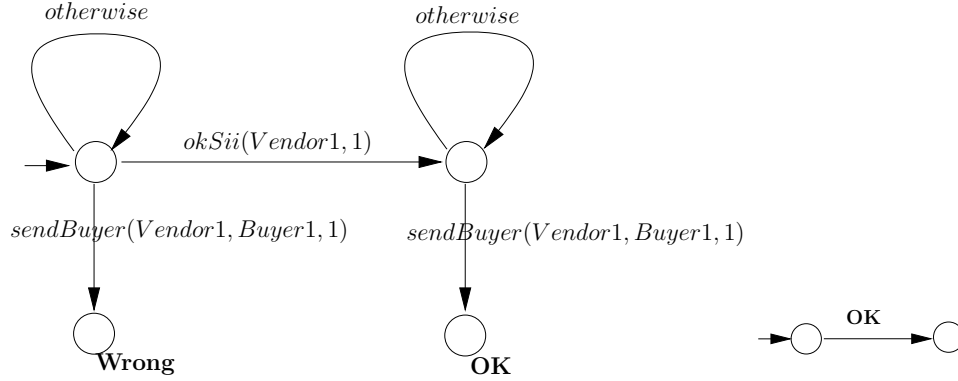 otherwise
otherwise
okSii(Vendor1, 1)
sendBuyer(Vendor1, Buyer1, 1)
sendBuyer(Vendor1, Buyer1, 1)
OK
Wrong
OK